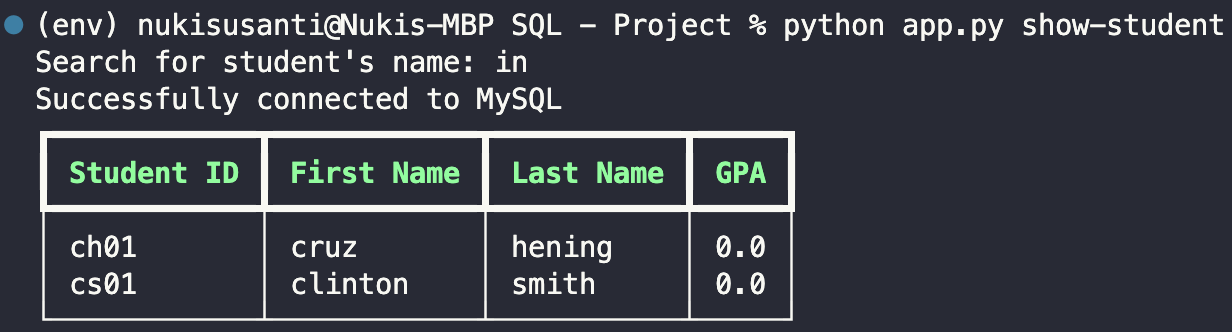 (env) nukisusanti@Nukis-MBP SQL - Project % python app.py show-student
Search for student's name: in
Successfully connected to MySQL
Student ID First Name Last Name GPA
ch01 cruz hening 0.0
cs01 clinton smith 0.0